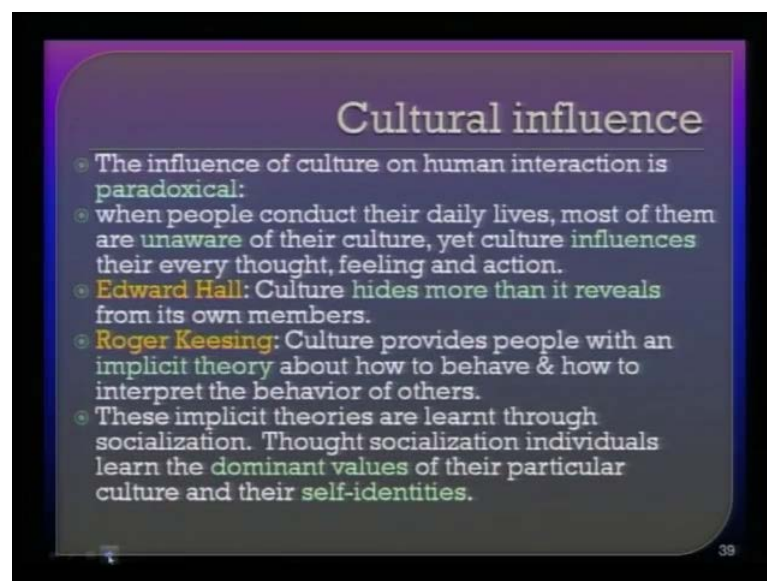 Cultural influence
The influence of culture on human interaction is
paradoxical:
when people conduct their daily lives, most of them
are unaware of their culture, yet culture influences
their every thought, feeling and action.
Edward Hall: Culture hides more than it reveals
from its own members.
Roger Keesing: Culture provides people with an
implicit theory about how to behave & how to
interpret the behavior of others.
These implicit theories are learnt through
socialization. Thought socialization individuals
learn the dominant values of their particular
culture and their self-identities.
39